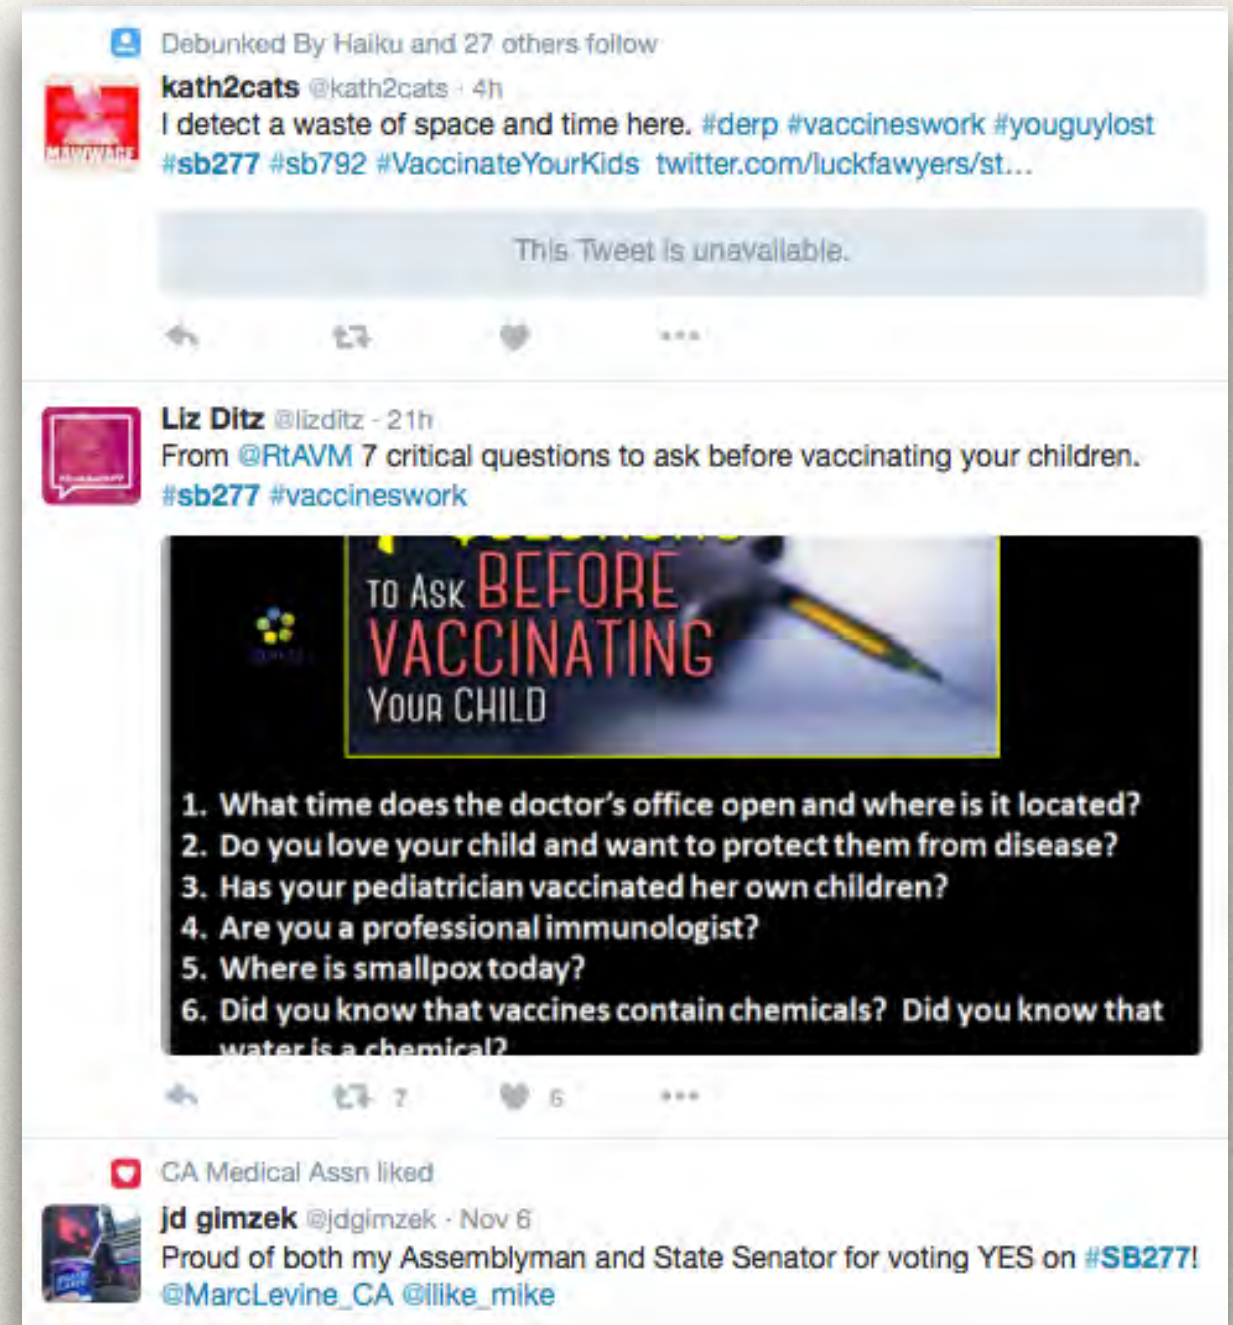 Debunked By Haiku and 27 others follow
kath2cats @kath2cats · 4h
I detect a waste of space and time here. #derp #vaccineswork #youguylost
#sb277 #sb792 #VaccinateYourKids twitter.com/luckfawyers/st...
MAWWAGE
This Tweet is unavailable.
Liz Ditz @lizditz · 21h
From @RtAVM 7 critical questions to ask before vaccinating your children.
#sb277 #vaccineswork
TO ASK BEFORE
VACCINATING
YOUR CHILD
1. What time does the doctor's office open and where is it located?
2. Do you love your child and want to protect them from disease?
3. Has your pediatrician vaccinated her own children?
4. Are you a professional immunologist?
5. Where is smallpox today?
6. Did you know that vaccines contain chemicals? Did you know that
water is a chemical?
7 6
CA Medical Assn liked
jd gimzek @jdgimzek · Nov 6
Proud of both my Assemblyman and State Senator for voting YES on #SB277!
@MarcLevine_CA @ilike_mike